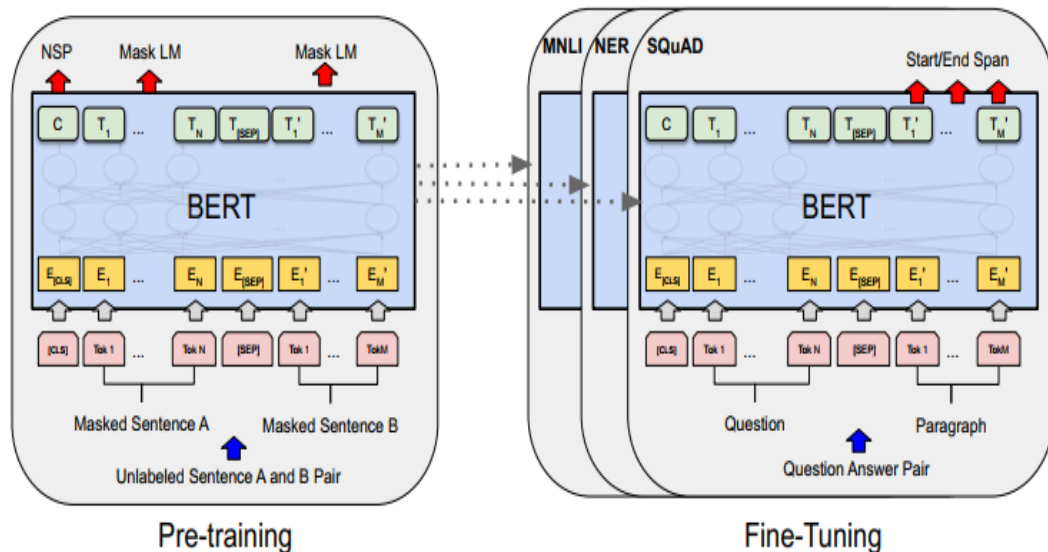 NSP Mask LM Mask LM
C T1 ... TN T[SEP] T1' ... TM'
BERT
E[CLS] E1 ... EN E[SEP] E1' ... EM'
[CLS] Tok 1 ... Tok N [SEP] Tok 1 ... TokM
Masked Sentence A Masked Sentence B
Unlabeled Sentence A and B Pair
Pre-training
MNLI NER SQuAD
Start/End Span
C T1 ... TN T[SEP] T1' ... TM'
BERT
E[CLS] E1 ... EN E[SEP] E1' ... EM'
[CLS] Tok 1 ... Tok N [SEP] Tok 1 ... TokM
Question Paragraph
Question Answer Pair
Fine-Tuning